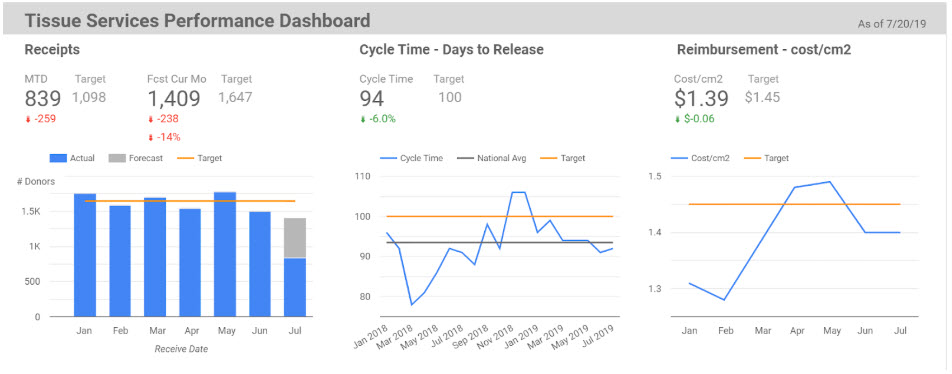 Tissue Services Performance Dashboard
As of 7/20/19
Receipts
MTD Target Fcst Cur Mo Target
839 1,098 1,409 1,647
-259 -238
-14%
Actual Forecast Target
# Donors
1.5K
1K
500
0
Jan Feb Mar Apr May Jun Jul
Receive Date
Cycle Time - Days to Release
Cycle Time Target
94 100
-6.0%
Cycle Time National Avg Target
110
100
90
80
Jan 2018 Mar 2018 May 2018 Jul 2018 Sep 2018 Nov 2018 Jan 2019 Mar 2019 May 2019 Jul 2019
Reimbursement - cost/cm2
Cost/cm2 Target
$1.39 $1.45
$-0.06
Cost/cm2 Target
1.5
1.4
1.3
Jan Feb Mar Apr May Jun Jul